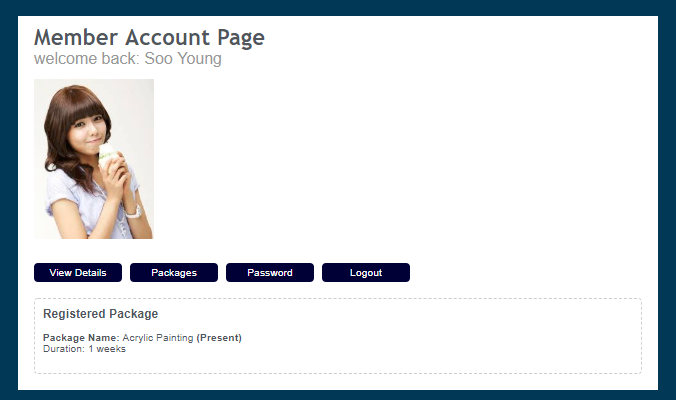 Member Account Page
welcome back: Soo Young
View Details
Packages
Password
Logout
Registered Package
Package Name: Acrylic Painting (Present)
Duration: 1 weeks